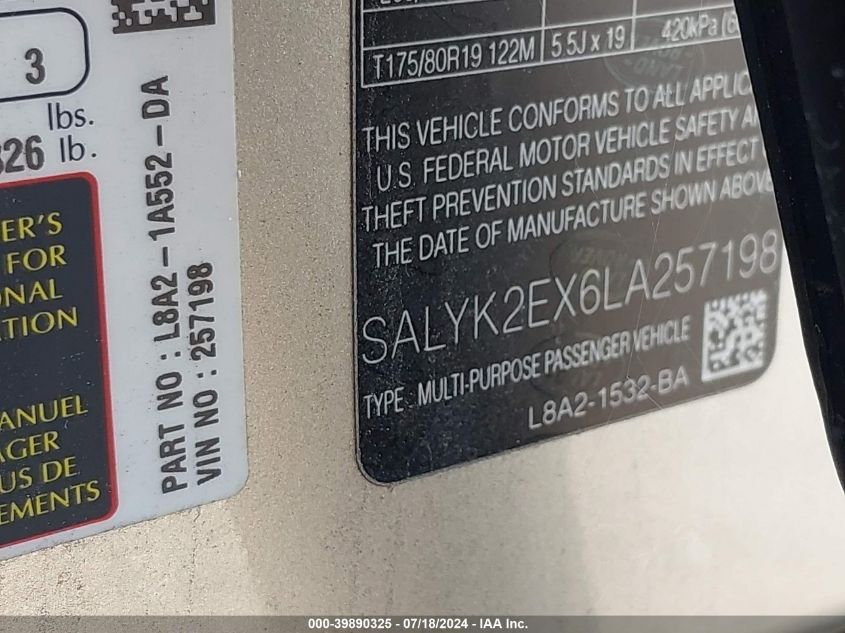 3
lbs.
326 lb.
ER'S
FOR
ONAL
TION
ANUEL
AGER
US DE
EMENTS
PART NO : L8A2-1A552-DA
VIN NO : 257198
T175/80R19 122M 5.5J x 19 420kPa (6
THIS VEHICLE CONFORMS TO ALL APPLIC
U.S. FEDERAL MOTOR VEHICLE SAFETY A
THEFT PREVENTION STANDARDS IN EFFECT
THE DATE OF MANUFACTURE SHOWN ABOVE
SALYK2EX6LA257198
TYPE MULTI-PURPOSE PASSENGER VEHICLE
L8A2-1532-BA
000-39890325 / 07/18/2024 - IAA Inc.